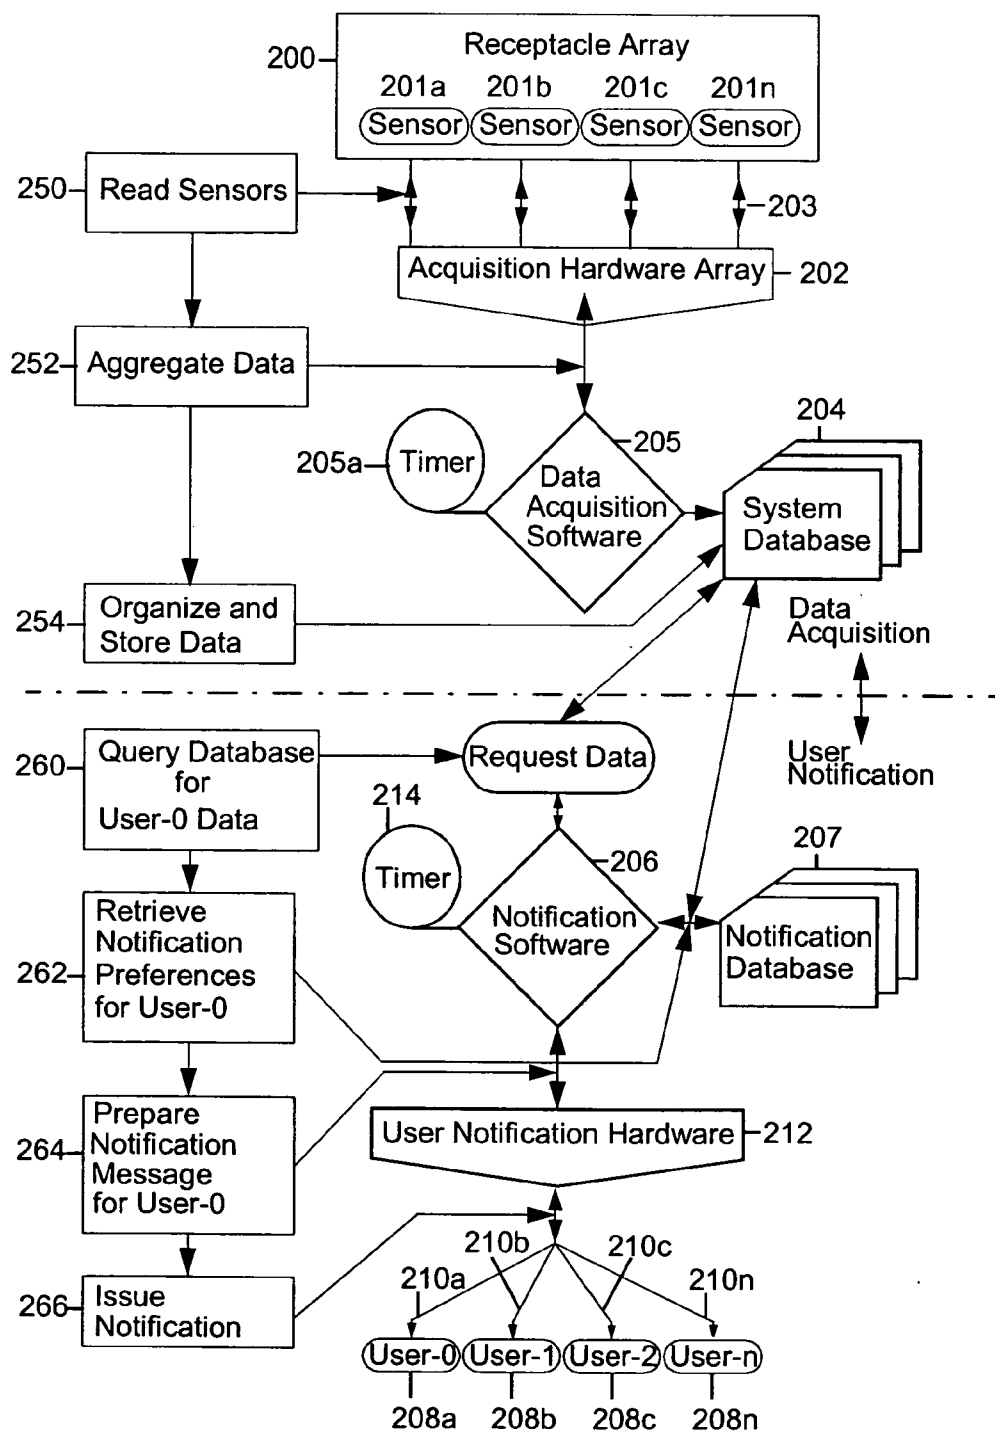 Receptacle Array
200
201a 201b 201c 201n
Sensor Sensor Sensor Sensor
250
Read Sensors
203
Acquisition Hardware Array
202
252
Aggregate Data
204
205
205a
Timer
Data
Acquisition
Software
System
Database
254
Organize and
Store Data
Data
Acquisition
260
Query Database
for
User-0 Data
Request Data
User
Notification
214
Timer
206
207
Notification
Software
Notification
Database
262
Retrieve
Notification
Preferences
for User-0
264
Prepare
Notification
Message
for User-0
User Notification Hardware
212
210a
210b
210c
210n
266
Issue
Notification
User-0 User-1 User-2 User-n
208a 208b 208c 208n